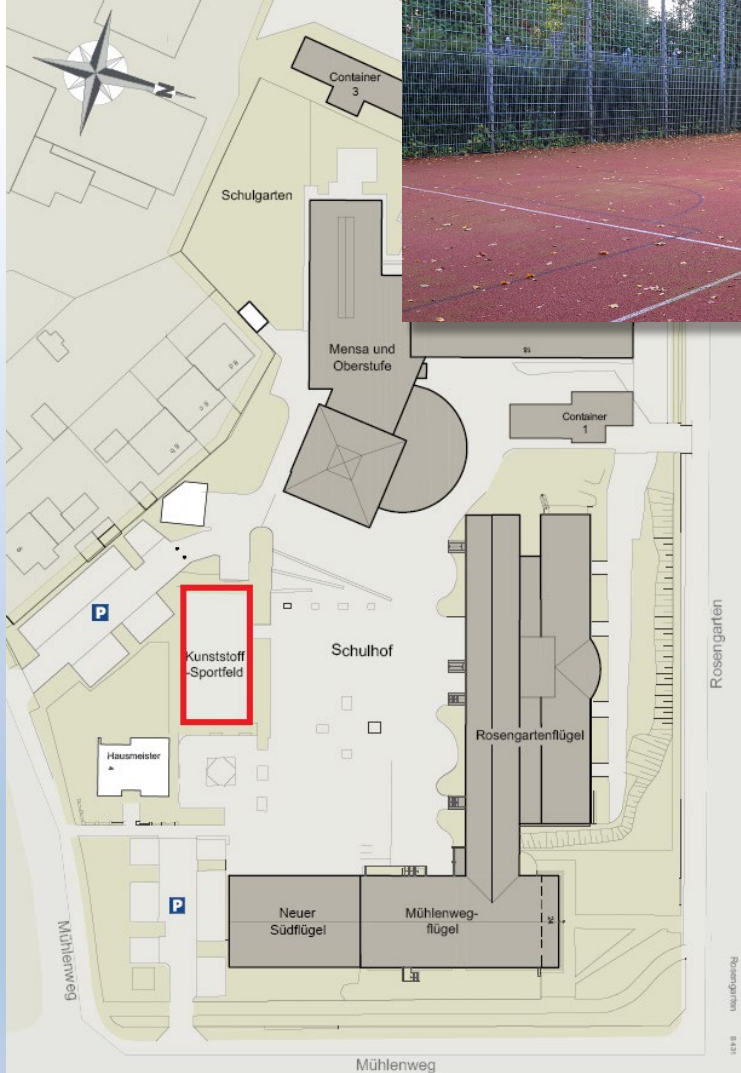 N
Container
3
Schulgarten
Mensa und
Oberstufe
Container
1
P
Kunststoff
-Sportfeld
Schulhof
Rosengarten
Rosengartenflügel
Hausmeister
4
P
Neuer
Südflügel
Mühlenweg-
flügel
Mühlenweg
Rosengarten
Mühlenweg